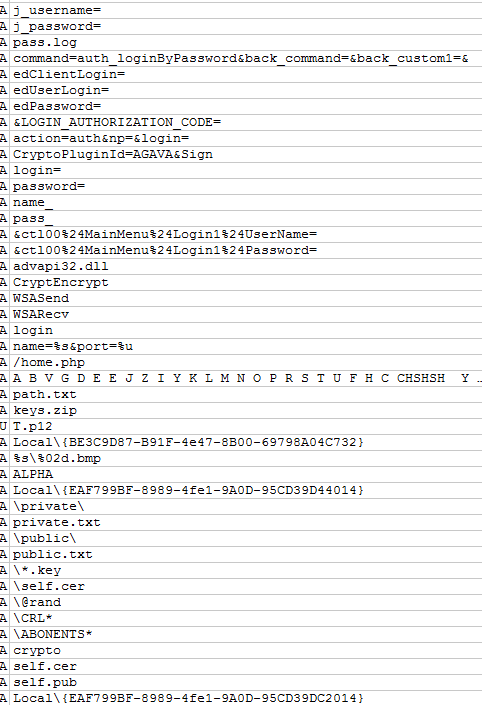 A j_username=
A j_password=
A pass.log
A command=auth_loginByPassword&back_command=&back_custom1=&
A edClientLogin=
A edUserLogin=
A edPassword=
A &LOGIN_AUTHORIZATION_CODE=
A action=auth&np=&login=
A CryptoPluginId=AGAVA&Sign
A login=
A password=
A name_
A pass_
A &ctl00%24MainMenu%24Login1%24UserName=
A &ctl00%24MainMenu%24Login1%24Password=
A advapi32.dll
A CryptEncrypt
A WSASend
A WSARecv
A login
A name=%s&port=%u
A /home.php
A A B V G D E E J Z I Y K L M N O P R S T U F H C CHSHSH Y …
A path.txt
A keys.zip
U T.p12
A Local\{BE3C9D87-B91F-4e47-8B00-69798A04C732}
A %s\%02d.bmp
A ALPHA
A Local\{EAF799BF-8989-4fe1-9A0D-95CD39D44014}
A \private\
A private.txt
A \public\
A public.txt
A \*.key
A \self.cer
A \@rand
A \CRL*
A \ABONENTS*
A crypto
A self.cer
A self.pub
A Local\{EAF799BF-8989-4fe1-9A0D-95CD39DC2014}